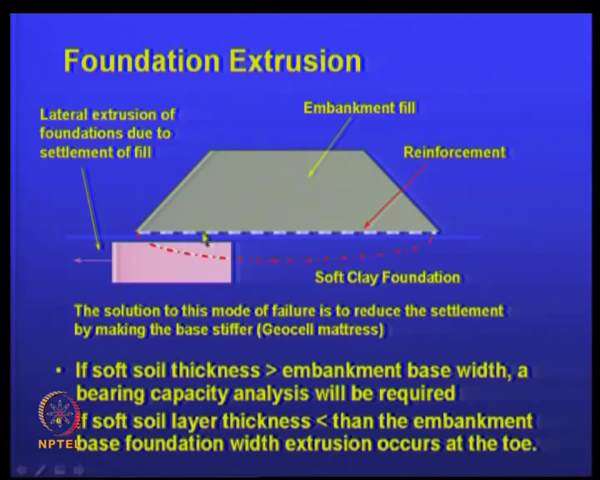 Foundation Extrusion
Lateral extrusion of
foundations due to
settlement of fill
Embankment fill
Reinforcement
Soft Clay Foundation
The solution to this mode of failure is to reduce the settlement
by making the base stiffer (Geocell mattress)
• If soft soil thickness > embankment base width, a
bearing capacity analysis will be required
If soft soil layer thickness < than the embankment
base foundation width extrusion occurs at the toe.
NPTEL